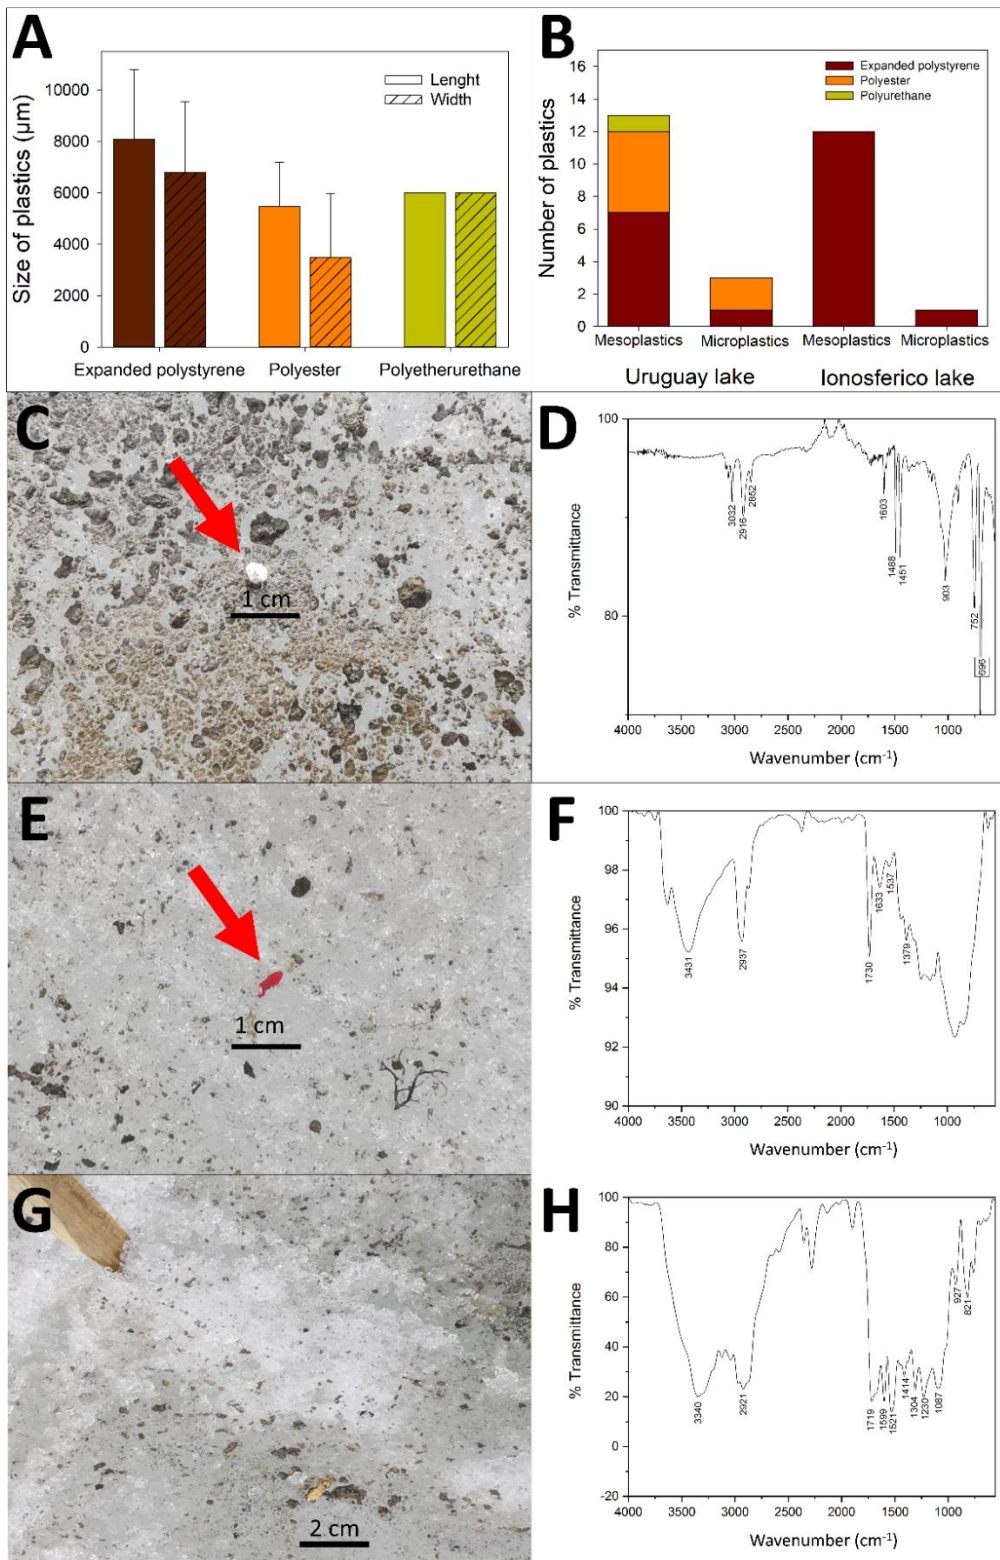 A
Size of plastics (µm)
10000
8000
6000
4000
2000
0
Lenght
Width
Expanded polystyrene
Polyester
Polyetherurethane
B
Number of plastics
16
14
12
10
8
6
4
2
0
Expanded polystyrene
Polyester
Polyurethane
Mesoplastics
Microplastics
Mesoplastics
Microplastics
Uruguay lake
Ionosferico lake
C
1 cm
D
% Transmittance
100
80
3032
2916
2852
1603
1488
1451
903
752
696
4000 3500 3000 2500 2000 1500 1000
Wavenumber (cm⁻¹)
E
1 cm
F
% Transmittance
100
98
96
94
92
90
3431
2937
1730
1633
1537
1379
4000 3500 3000 2500 2000 1500 1000
Wavenumber (cm⁻¹)
G
2 cm
H
% Transmittance
100
80
60
40
20
0
-20
3340
2921
1719
1599
1521
1414
1304
1230
1087
927
821
4000 3500 3000 2500 2000 1500 1000
Wavenumber (cm⁻¹)